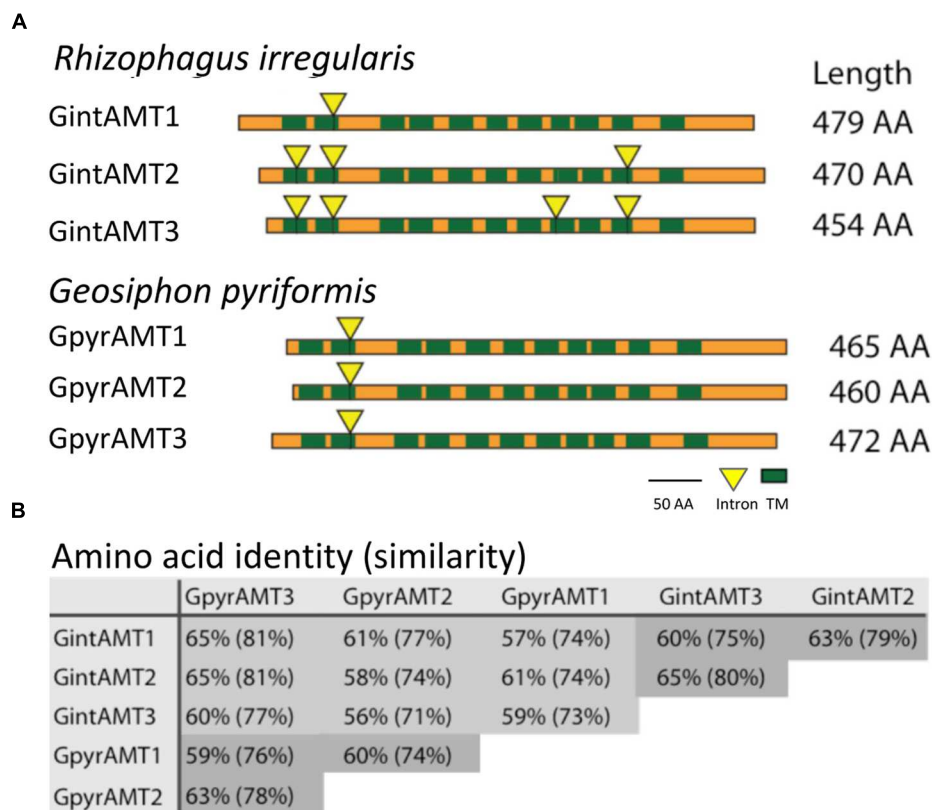 A
Rhizophagus irregularis
Length
GintAMT1 479 AA
GintAMT2 470 AA
GintAMT3 454 AA
Geosiphon pyriformis
GpyrAMT1 465 AA
GpyrAMT2 460 AA
GpyrAMT3 472 AA
50 AA Intron TM
B
Amino acid identity (similarity)
GpyrAMT3 GpyrAMT2 GpyrAMT1 GintAMT3 GintAMT2
GintAMT1 65% (81%) 61% (77%) 57% (74%) 60% (75%) 63% (79%)
GintAMT2 65% (81%) 58% (74%) 61% (74%) 65% (80%)
GintAMT3 60% (77%) 56% (71%) 59% (73%)
GpyrAMT1 59% (76%) 60% (74%)
GpyrAMT2 63% (78%)